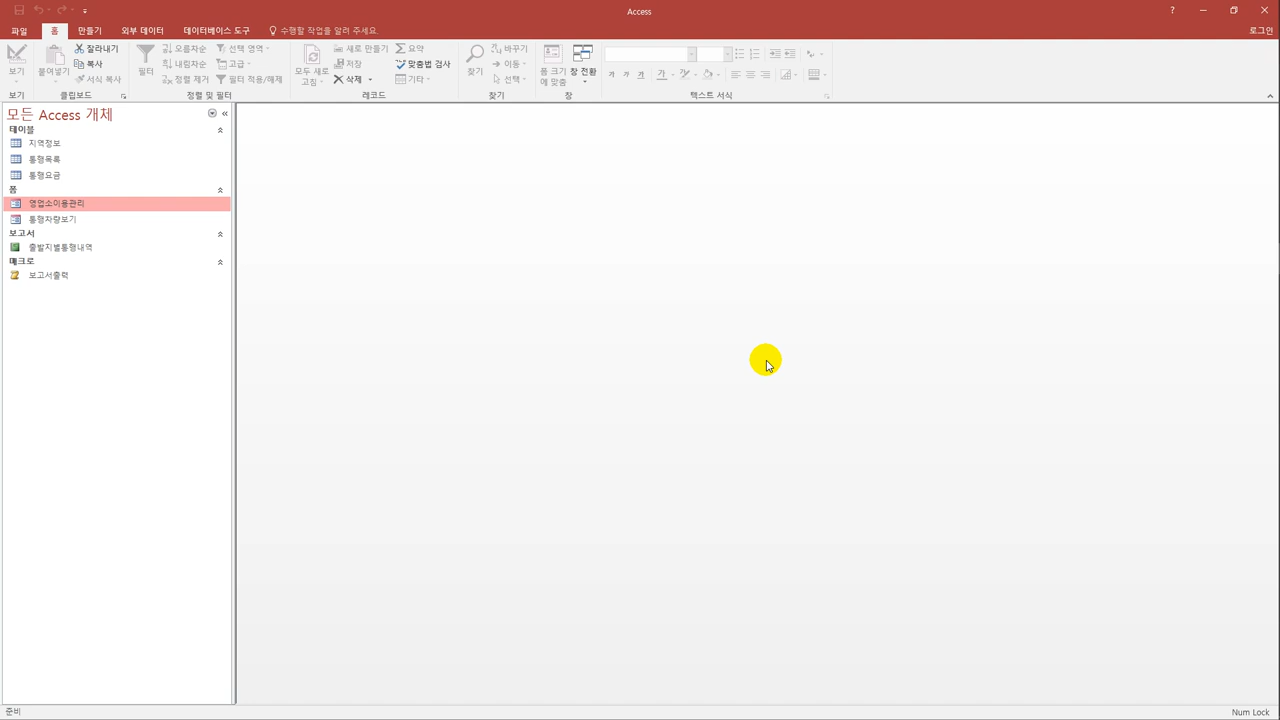 Access
?
파일 홈 만들기 외부 데이터 데이터베이스 도구 수행할 작업을 알려 주세요.
로그인
보기
보기
붙여넣기
잘라내기
복사
서식 복사
클립보드
필터
오름차순
내림차순
정렬 제거
선택 영역
고급
필터 적용/해제
정렬 및 필터
모두 새로
고침
새로 만들기
저장
삭제
요약
맞춤법 검사
기타
레코드
찾기
바꾸기
이동
선택
찾기
폼 크기
에 맞춤
창 전환
창
가 가 가
텍스트 서식
모든 Access 개체
테이블
지역정보
통행목록
통행요금
폼
영업소이용관리
통행차량보기
보고서
출발지별통행내역
매크로
보고서출력
준비
Num Lock